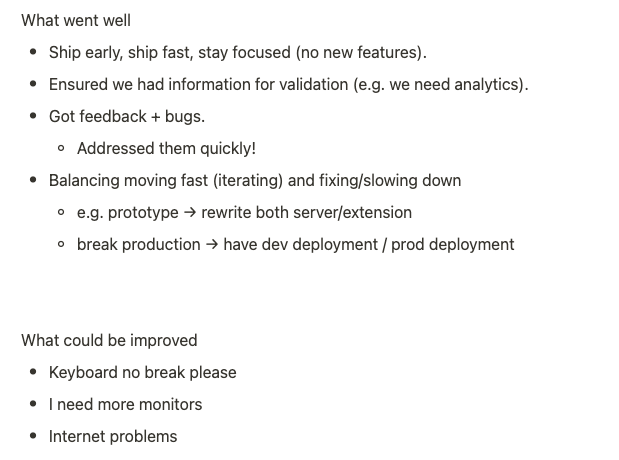 What went well
• Ship early, ship fast, stay focused (no new features).
• Ensured we had information for validation (e.g. we need analytics).
• Got feedback + bugs.
◦ Addressed them quickly!
• Balancing moving fast (iterating) and fixing/slowing down
◦ e.g. prototype → rewrite both server/extension
◦ break production → have dev deployment / prod deployment
What could be improved
• Keyboard no break please
• I need more monitors
• Internet problems